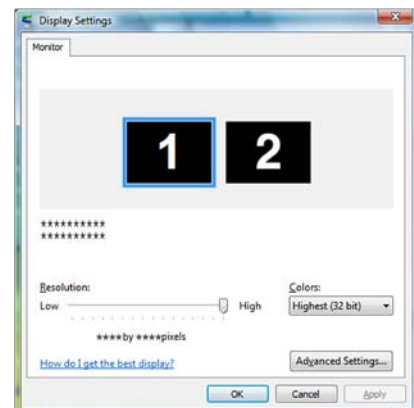 Display Settings
Monitor
1 2
**********
**********
Resolution: Colors:
Low High Highest (32 bit)
****by ****pixels
How do I get the best display? Advanced Settings...
OK Cancel Apply